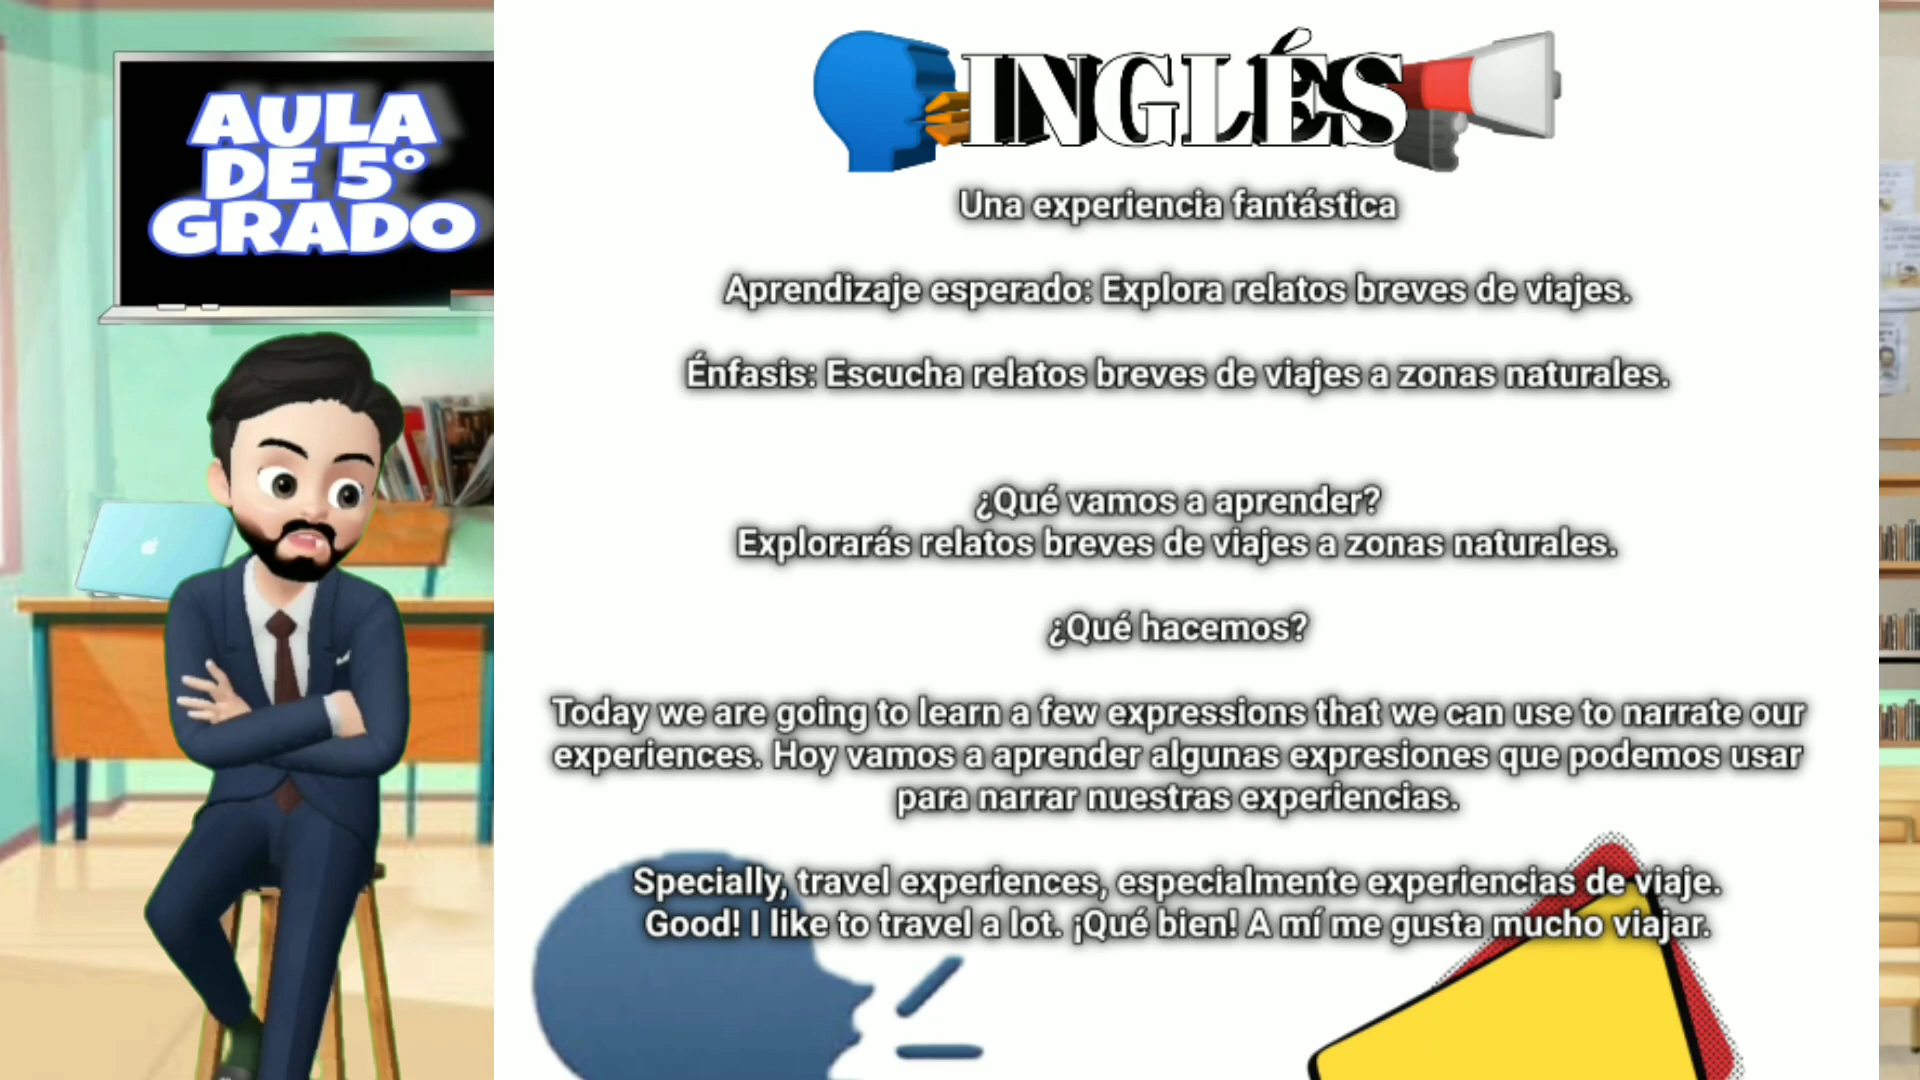 AULA
DE 5º
GRADO
INGLÉS
Una experiencia fantástica
Aprendizaje esperado: Explora relatos breves de viajes.
Énfasis: Escucha relatos breves de viajes a zonas naturales.
¿Qué vamos a aprender?
Explorarás relatos breves de viajes a zonas naturales.
¿Qué hacemos?
Today we are going to learn a few expressions that we can use to narrate our
experiences. Hoy vamos a aprender algunas expresiones que podemos usar
para narrar nuestras experiencias.
Specially, travel experiences, especialmente experiencias de viaje.
Good! I like to travel a lot. ¡Qué bien! A mí me gusta mucho viajar.